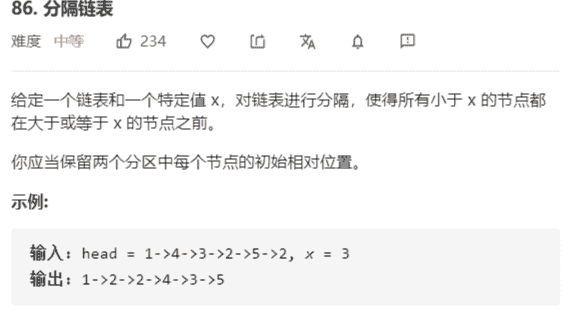 86. 分隔链表
难度 中等 234
给定一个链表和一个特定值 x，对链表进行分隔，使得所有小于 x 的节点都
在大于或等于 x 的节点之前。
你应当保留两个分区中每个节点的初始相对位置。
示例:
输入: head = 1->4->3->2->5->2, x = 3
输出: 1->2->2->4->3->5